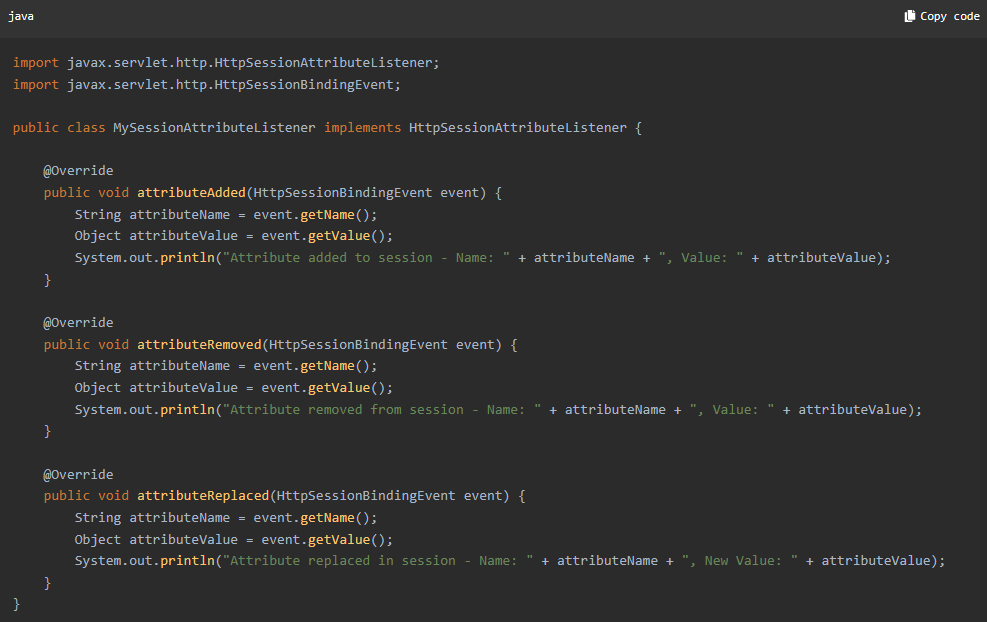 java
Copy code
import javax.servlet.http.HttpSessionAttributeListener;
import javax.servlet.http.HttpSessionBindingEvent;
public class MySessionAttributeListener implements HttpSessionAttributeListener {
@Override
public void attributeAdded(HttpSessionBindingEvent event) {
String attributeName = event.getName();
Object attributeValue = event.getValue();
System.out.println("Attribute added to session - Name: " + attributeName + ", Value: " + attributeValue);
}
@Override
public void attributeRemoved(HttpSessionBindingEvent event) {
String attributeName = event.getName();
Object attributeValue = event.getValue();
System.out.println("Attribute removed from session - Name: " + attributeName + ", Value: " + attributeValue);
}
@Override
public void attributeReplaced(HttpSessionBindingEvent event) {
String attributeName = event.getName();
Object attributeValue = event.getValue();
System.out.println("Attribute replaced in session - Name: " + attributeName + ", New Value: " + attributeValue);
}
}